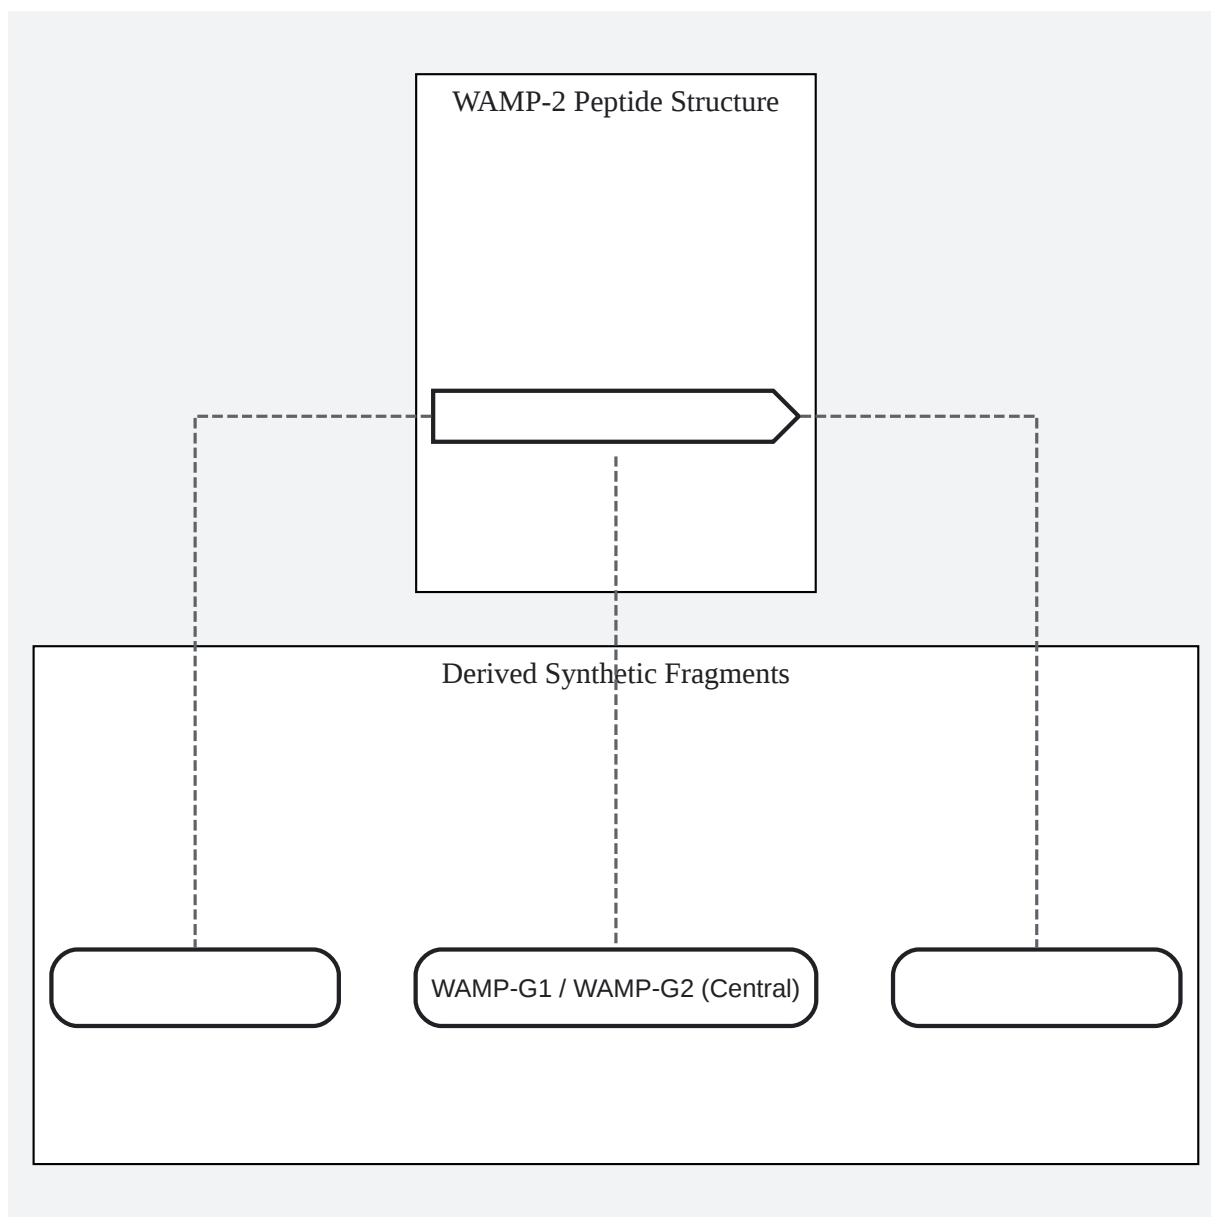 WAMP-2 Peptide Structure
Derived Synthetic Fragments
WAMP-G1 / WAMP-G2 (Central)